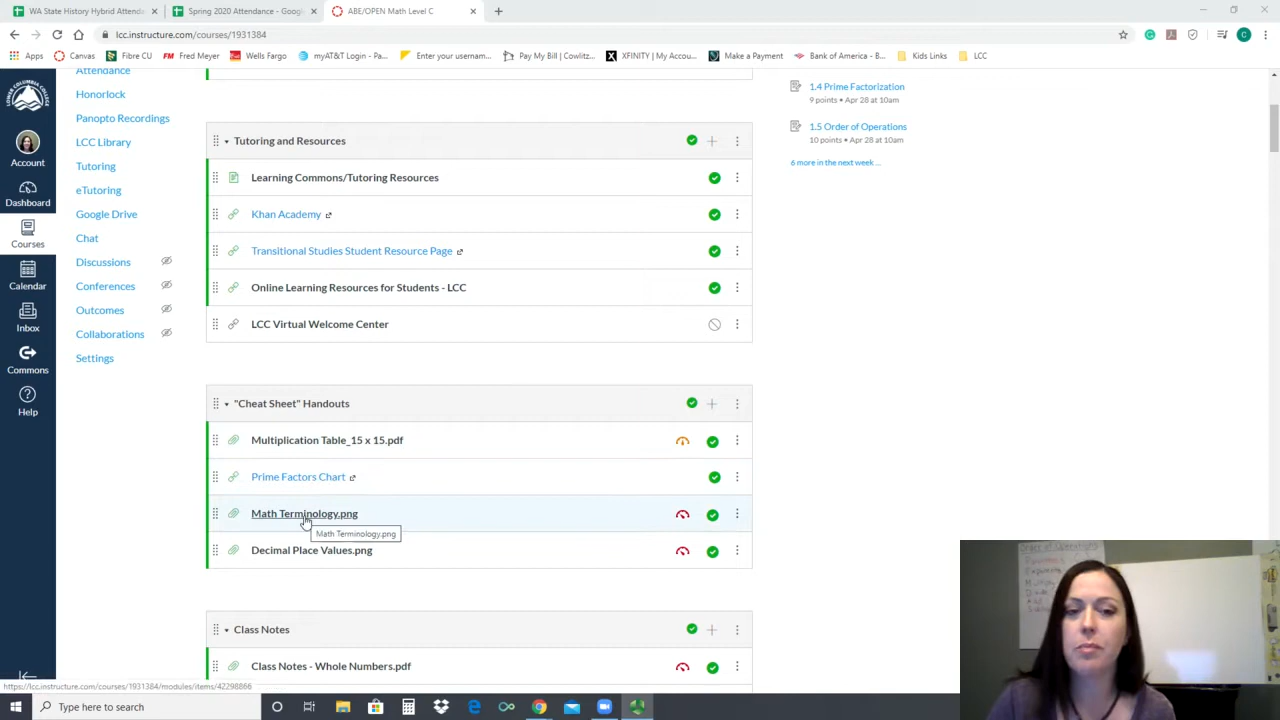 WA State History Hybrid Attenda
Spring 2020 Attendance - Google
ABE/OPEN Math Level C
lcc.instructure.com/courses/1931384
Apps
Canvas
Fibre CU
FM Fred Meyer
Wells Fargo
myAT&T Login - Pa...
Enter your usernam...
Pay My Bill | Cowlitz...
XFINITY | My Accou...
Make a Payment
Bank of America - B...
Kids Links
LCC
LOWER COLUMBIA COLLEGE
Account
Dashboard
Courses
Calendar
Inbox
Commons
Help
Attendance
Honorlock
Panopto Recordings
LCC Library
Tutoring
eTutoring
Google Drive
Chat
Discussions
Conferences
Outcomes
Collaborations
Settings
Tutoring and Resources
Learning Commons/Tutoring Resources
Khan Academy
Transitional Studies Student Resource Page
Online Learning Resources for Students - LCC
LCC Virtual Welcome Center
"Cheat Sheet" Handouts
Multiplication Table_15 x 15.pdf
Prime Factors Chart
Math Terminology.png
Math Terminology.png
Decimal Place Values.png
Class Notes
Class Notes - Whole Numbers.pdf
1.4 Prime Factorization
9 points • Apr 28 at 10am
1.5 Order of Operations
10 points • Apr 28 at 10am
6 more in the next week ...
Order of Operations
https://lcc.instructure.com/courses/1931384/modules/items/42298866
Type here to search